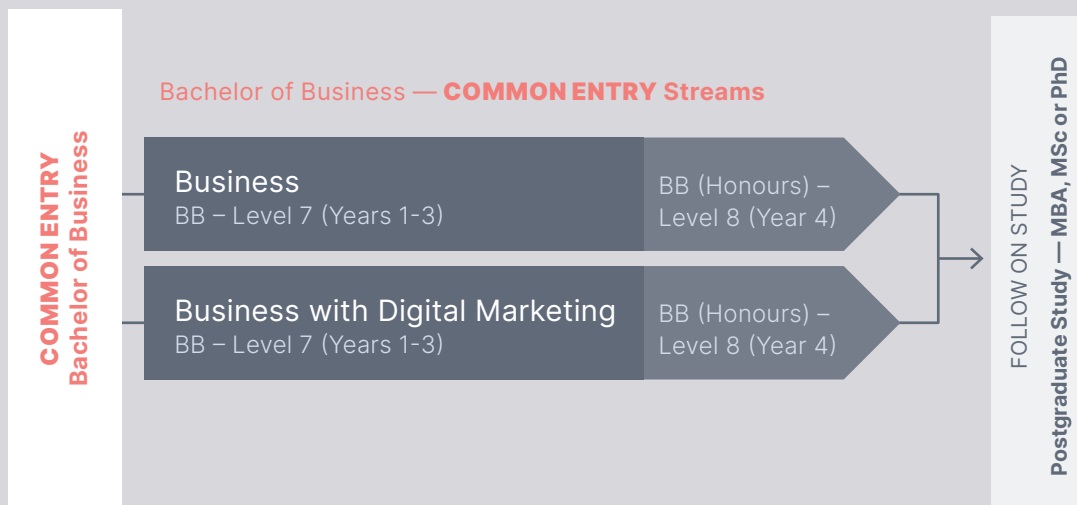 COMMON ENTRY
Bachelor of Business
Bachelor of Business — COMMON ENTRY Streams
Business
BB – Level 7 (Years 1-3)
BB (Honours) –
Level 8 (Year 4)
Business with Digital Marketing
BB – Level 7 (Years 1-3)
BB (Honours) –
Level 8 (Year 4)
FOLLOW ON STUDY
Postgraduate Study — MBA, MSc or PhD